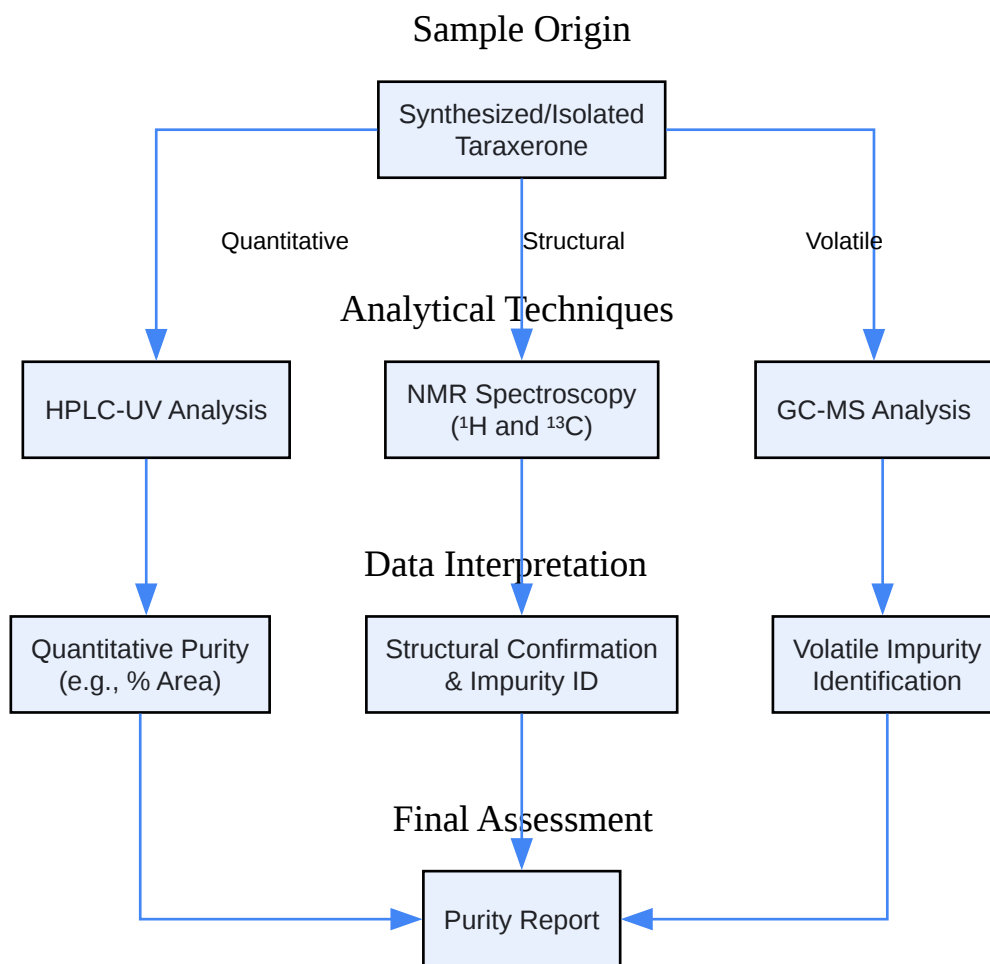 Sample Origin
Synthesized/Isolated
Taraxerone
Quantitative
Structural
Volatile
Analytical Techniques
HPLC-UV Analysis
NMR Spectroscopy
(¹H and ¹³C)
GC-MS Analysis
Data Interpretation
Quantitative Purity
(e.g., % Area)
Structural Confirmation
& Impurity ID
Volatile Impurity
Identification
Final Assessment
Purity Report